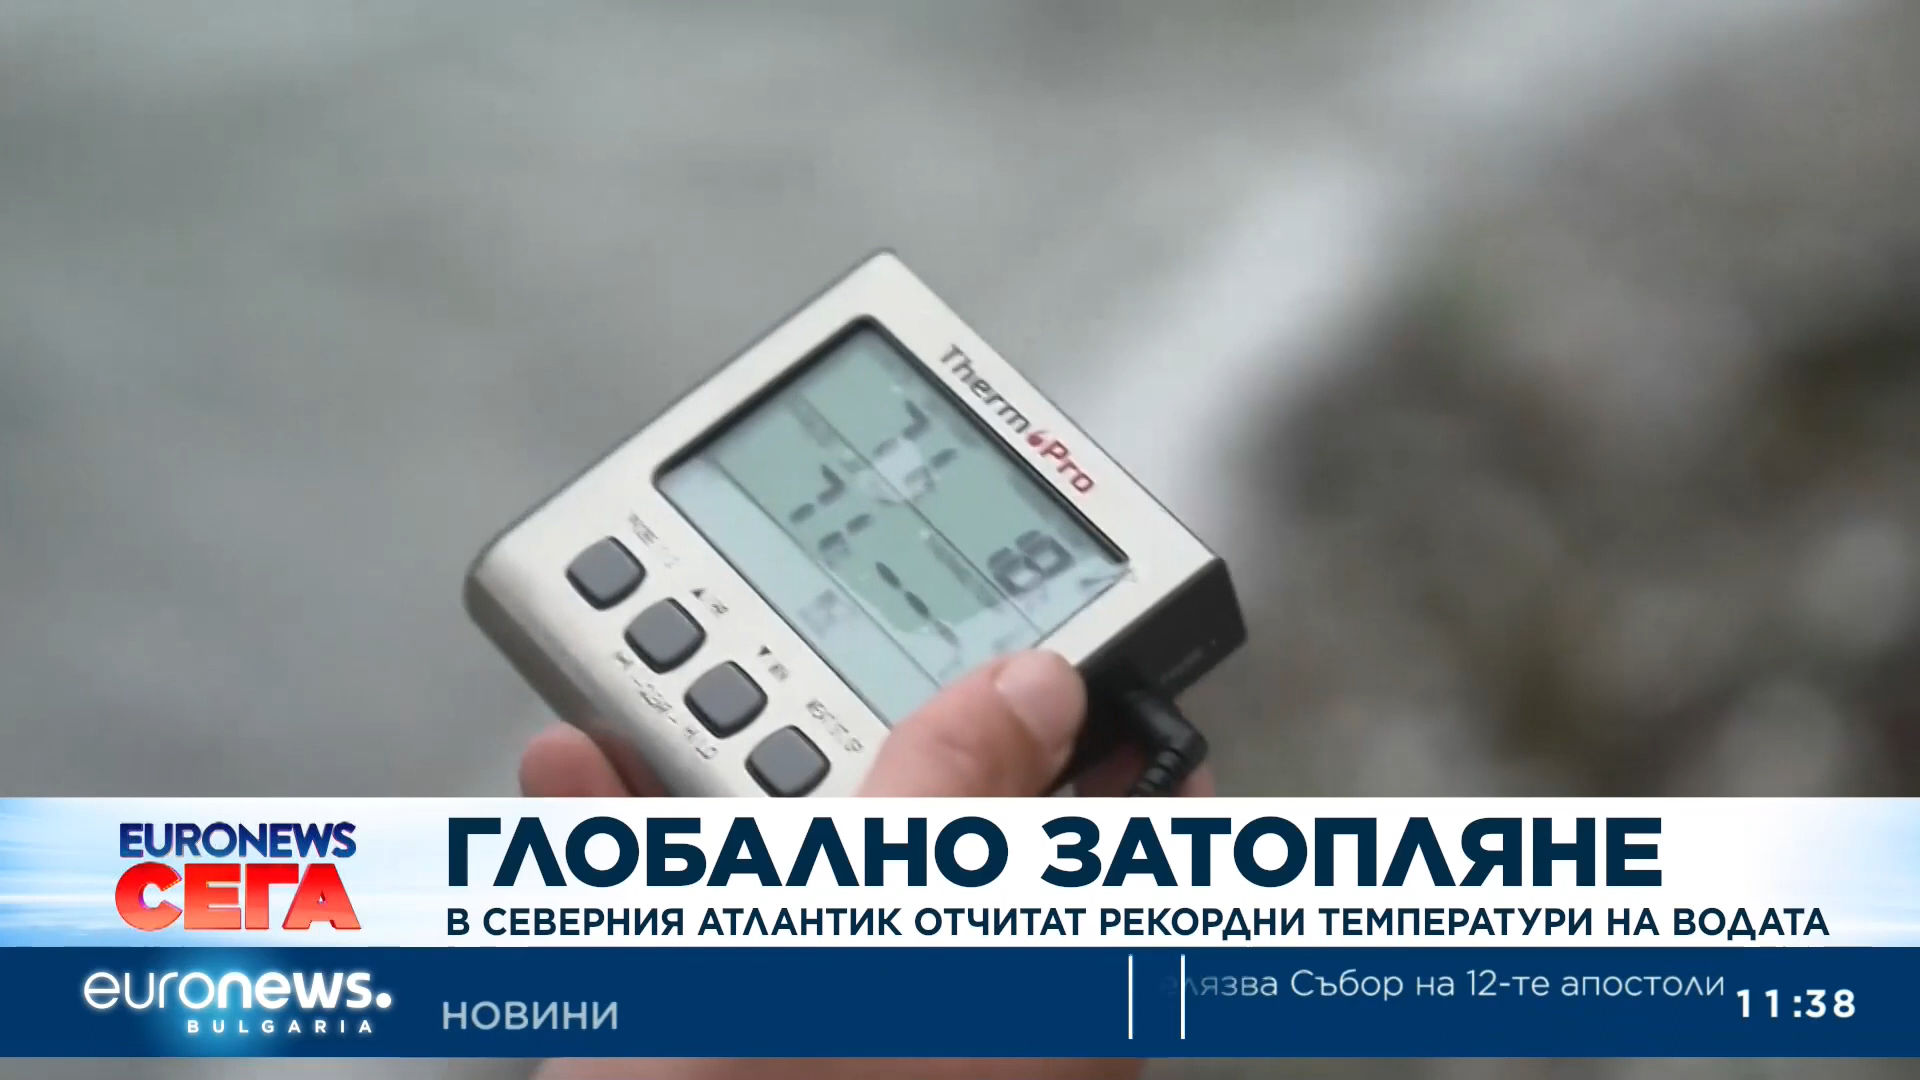 ThermoPro
EURONEWS
СЕГА
ГЛОБАЛНО ЗАТОПЛЯНЕ
В СЕВЕРНИЯ АТЛАНТИК ОТЧИТАТ РЕКОРДНИ ТЕМПЕРАТУРИ НА ВОДАТА
euronews.
BULGARIA
НОВИНИ
Събор на 12-те апостоли
11:38